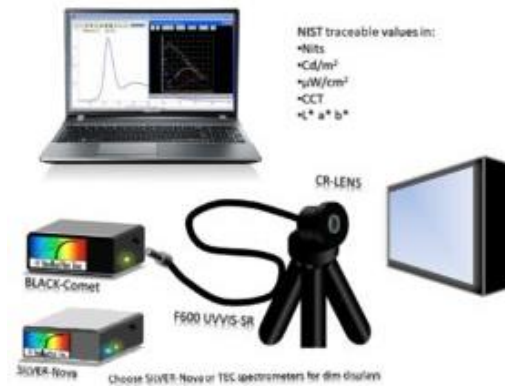 NIST traceable values in:
•Nits
•Cd/m²
•µW/cm²
•CCT
•L* a* b*
CR-LENS
BLACK-Comet
F600 UVVIS-SR
SILVER-Nova
Choose SILVER-Nova or TEC spectrometers for dim displays